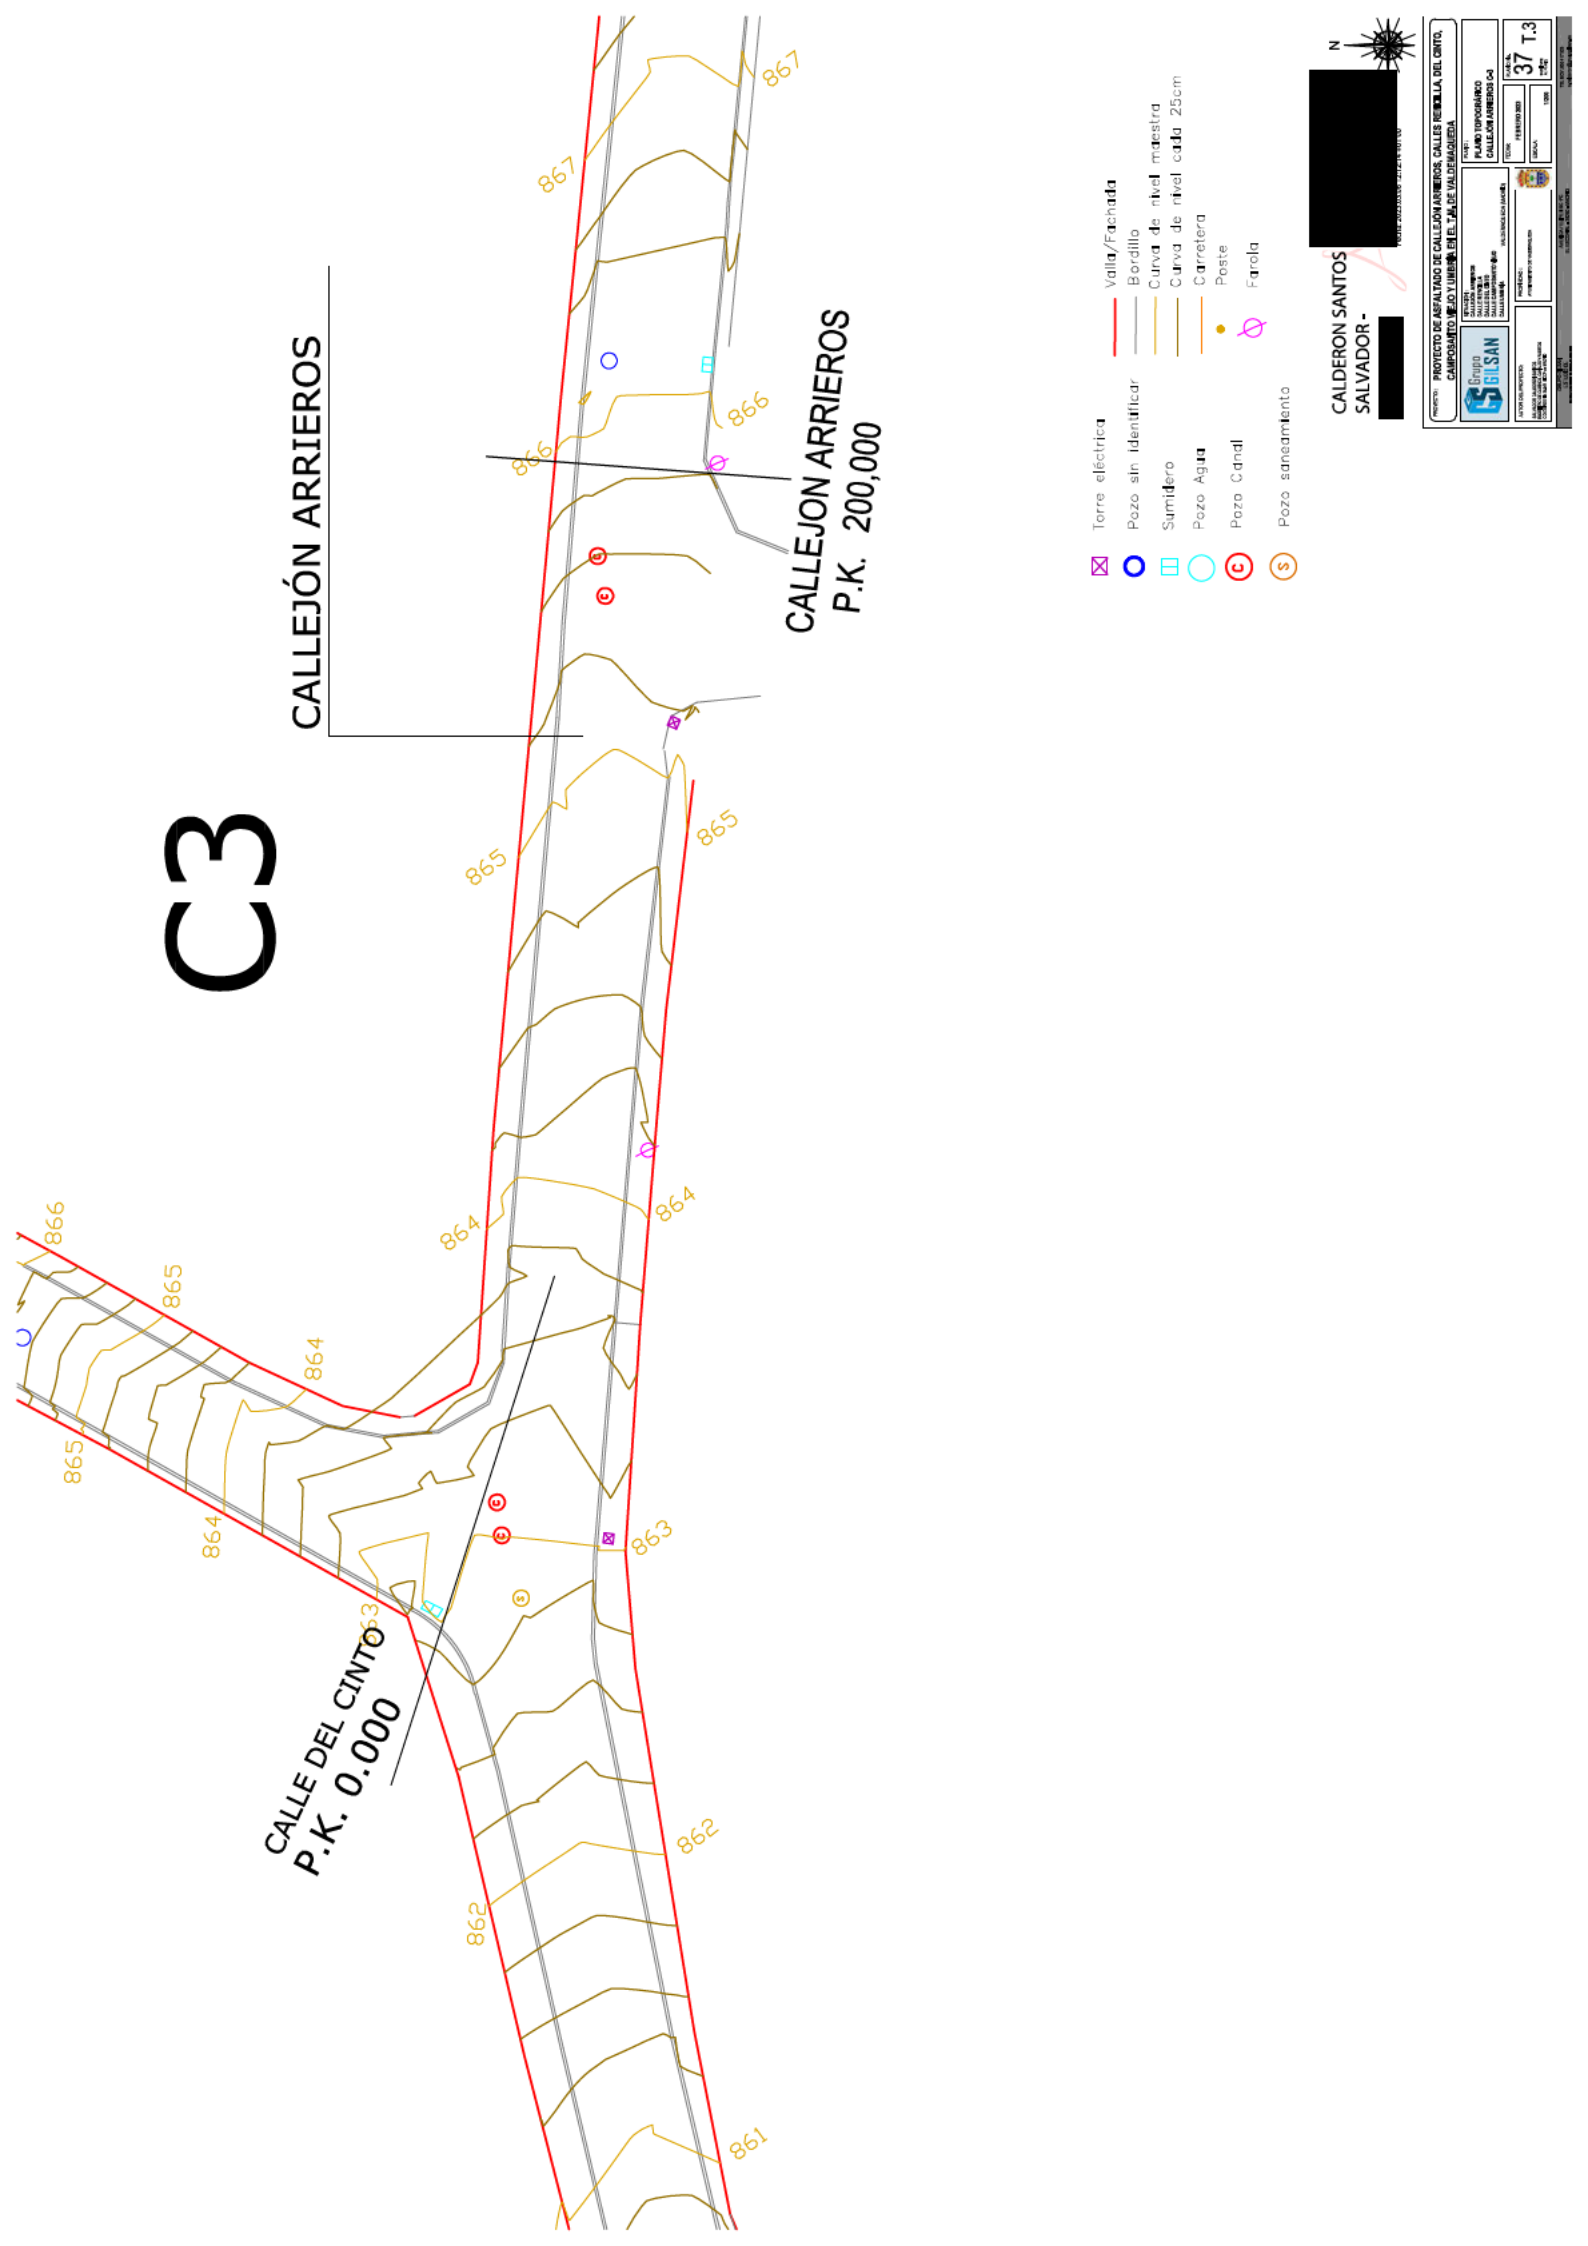 C3
CALLEJÓN ARRIEROS
CALLEJON ARRIEROS
P.K. 200,000
CALLE DEL CINTO
P.K. 0.000
867
867
866
866
865
865
864
864
863
863
862
862
861
866
865
864
865
864
Torre eléctrica
Pozo sin identificar
Sumidero
Pozo Agua
C Pozo Canal
S Pozo saneamiento
Valla/Fachada
Bordillo
Curva de nivel maestra
Curva de nivel cada 25cm
Carretera
Poste
Farola
N
CALDERON SANTOS
SALVADOR -
PROYECTO DE ASFALTADO DE CALLEJÓN ARRIEROS, CALLES REBOLLA, DEL CINTO,
CAMPOSANTO VIEJO Y UMBRÍA EN EL T.M. DE VALDEMAQUEDA
Grupo
GILSAN
PLANO TOPOGRÁFICO
CALLEJÓN ARRIEROS C-3
FEBRERO 2023
37 T.3